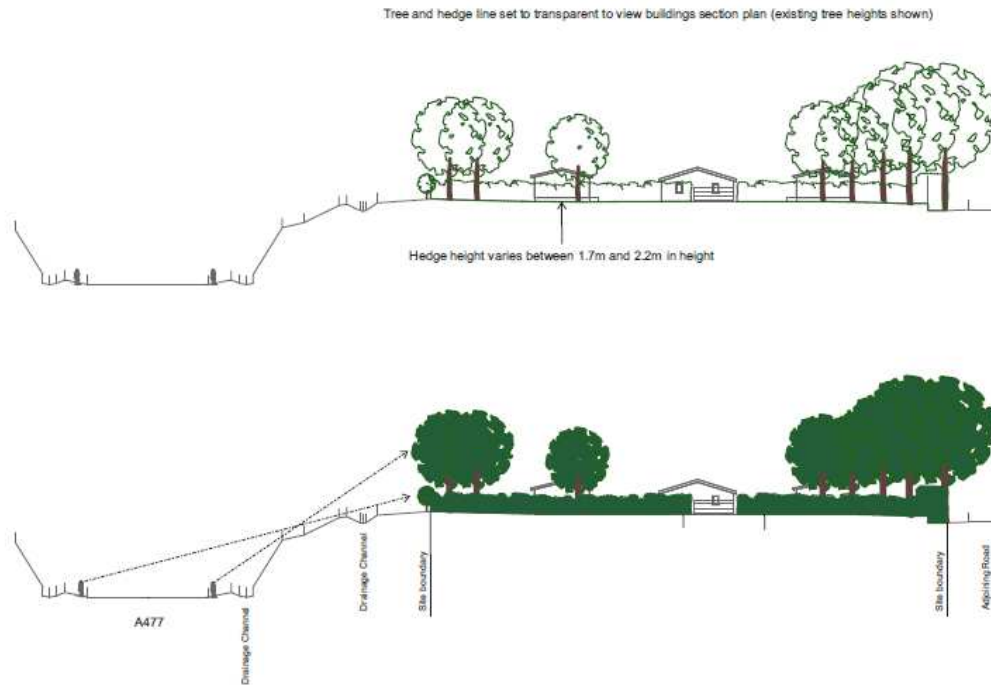 Tree and hedge line set to transparent to view buildings section plan (existing tree heights shown)
Hedge height varies between 1.7m and 2.2m in height
A477
Drainage Channel
Drainage Channel
Site boundary
Site boundary
Adjoining Road